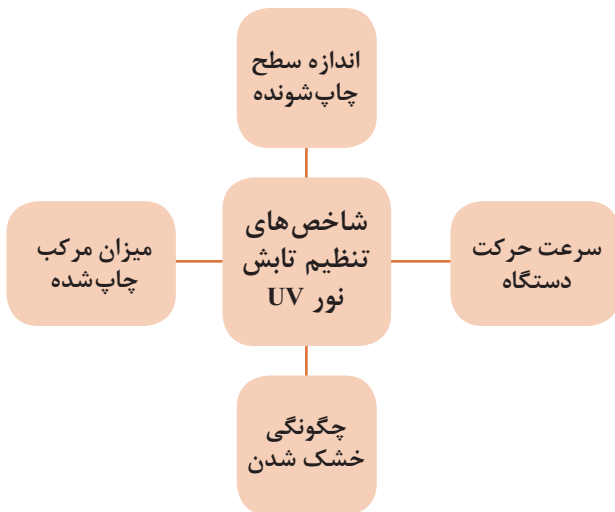 اندازه سطح
چاپ‌شونده
شاخص‌های
تنظیم تابش
نور UV
سرعت حرکت
دستگاه
میزان مرکب
چاپ‌شده
چگونگی
خشک شدن